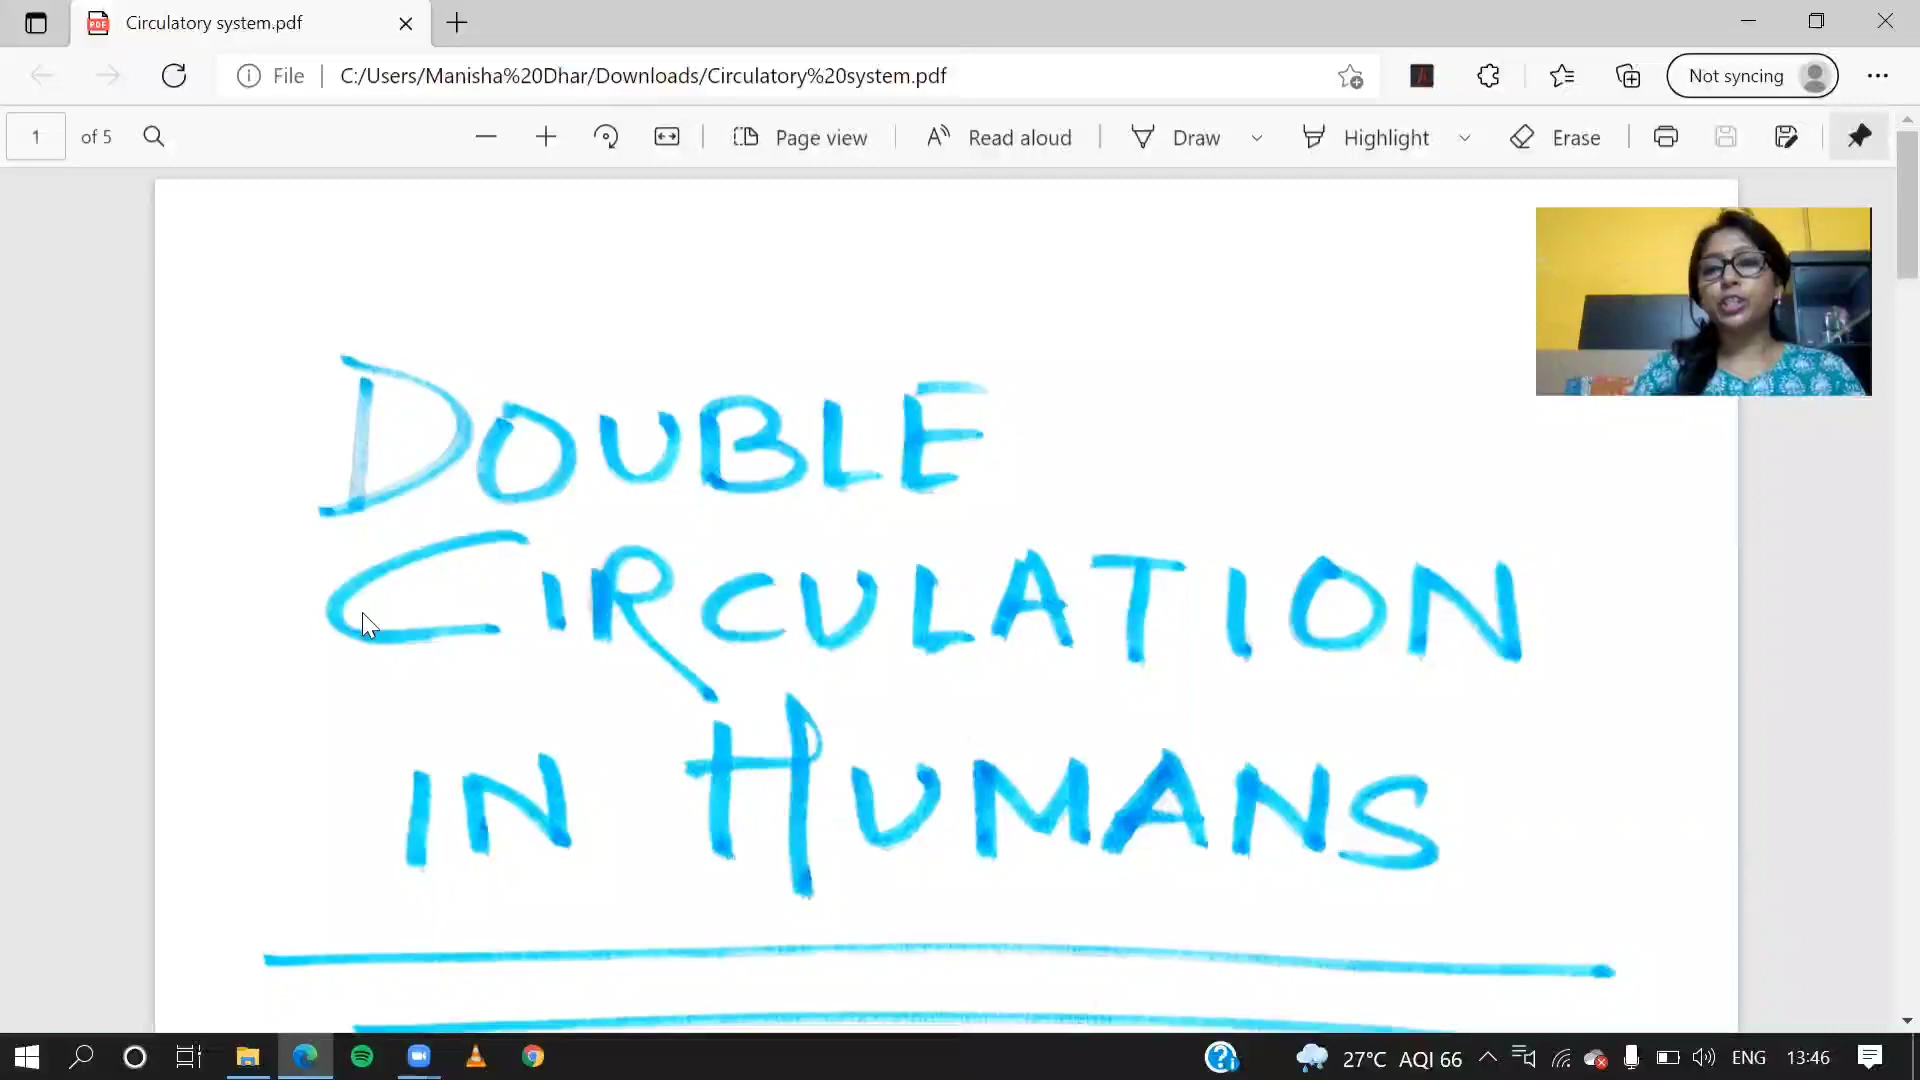 Circulatory system.pdf
File C:/Users/Manisha%20Dhar/Downloads/Circulatory%20system.pdf Not syncing
1 of 5 Page view Read aloud Draw Highlight Erase
DOUBLE
CIRCULATION
IN HUMANS
27°C AQI 66 ENG 13:46